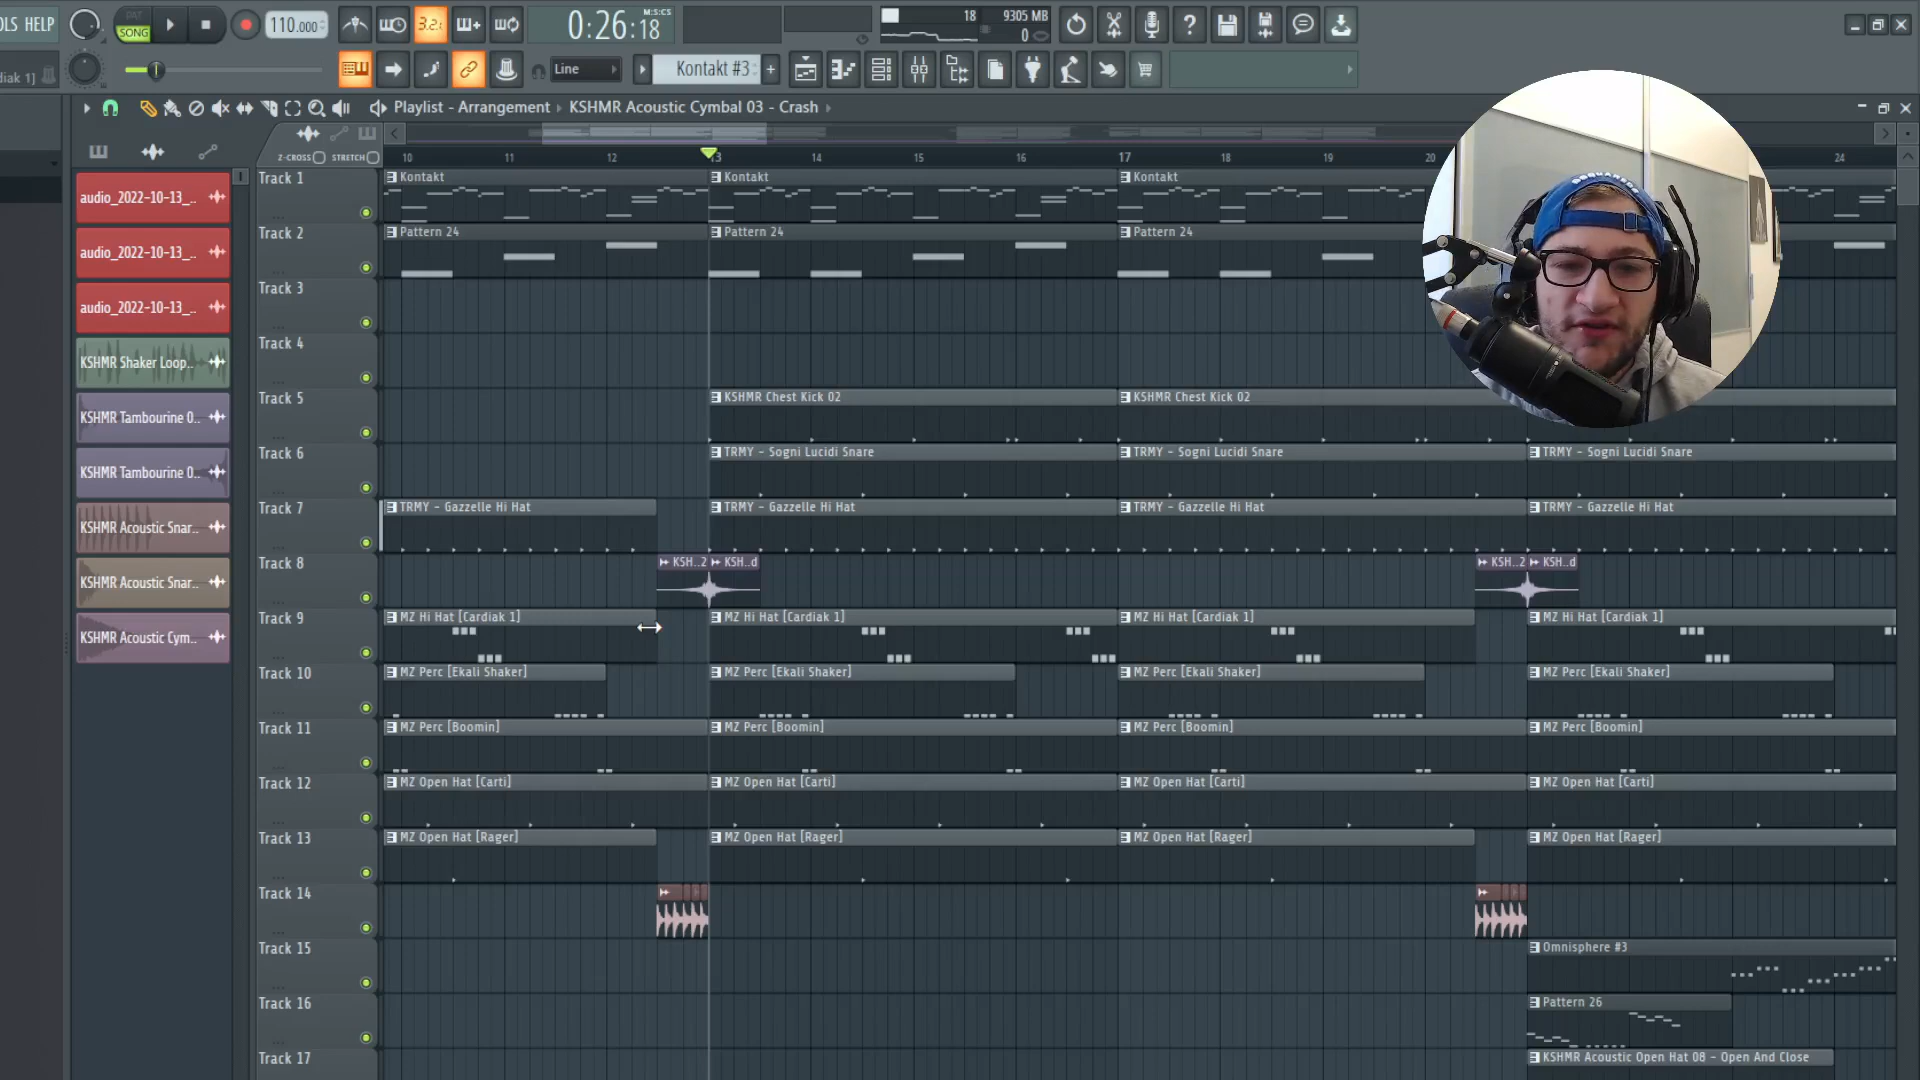 OLS HELP
PAT
SONG
110.000
3.2.
0:26:18
M:S:CS
18
9305 MB
0
diak 1]
Line
Kontakt #3
Playlist - Arrangement
KSHMR Acoustic Cymbal 03 - Crash
Z-CROSS
STRETCH
10
11
12
13
14
15
16
17
18
19
20
24
audio_2022-10-13_..
audio_2022-10-13_..
audio_2022-10-13_..
KSHMR Shaker Loop..
KSHMR Tambourine 0..
KSHMR Tambourine 0..
KSHMR Acoustic Snar..
KSHMR Acoustic Snar..
KSHMR Acoustic Cym..
Track 1
Kontakt
Kontakt
Kontakt
Track 2
Pattern 24
Pattern 24
Pattern 24
Track 3
Track 4
Track 5
KSHMR Chest Kick 02
KSHMR Chest Kick 02
Track 6
TRMY - Sogni Lucidi Snare
TRMY - Sogni Lucidi Snare
TRMY - Sogni Lucidi Snare
Track 7
TRMY - Gazzelle Hi Hat
TRMY - Gazzelle Hi Hat
TRMY - Gazzelle Hi Hat
TRMY - Gazzelle Hi Hat
Track 8
KSH..2
KSH..d
KSH..2
KSH..d
Track 9
MZ Hi Hat [Cardiak 1]
MZ Hi Hat [Cardiak 1]
MZ Hi Hat [Cardiak 1]
MZ Hi Hat [Cardiak 1]
Track 10
MZ Perc [Ekali Shaker]
MZ Perc [Ekali Shaker]
MZ Perc [Ekali Shaker]
MZ Perc [Ekali Shaker]
Track 11
MZ Perc [Boomin]
MZ Perc [Boomin]
MZ Perc [Boomin]
MZ Perc [Boomin]
Track 12
MZ Open Hat [Carti]
MZ Open Hat [Carti]
MZ Open Hat [Carti]
MZ Open Hat [Carti]
Track 13
MZ Open Hat [Rager]
MZ Open Hat [Rager]
MZ Open Hat [Rager]
MZ Open Hat [Rager]
Track 14
Track 15
Omnisphere #3
Track 16
Pattern 26
Track 17
KSHMR Acoustic Open Hat 08 - Open And Close